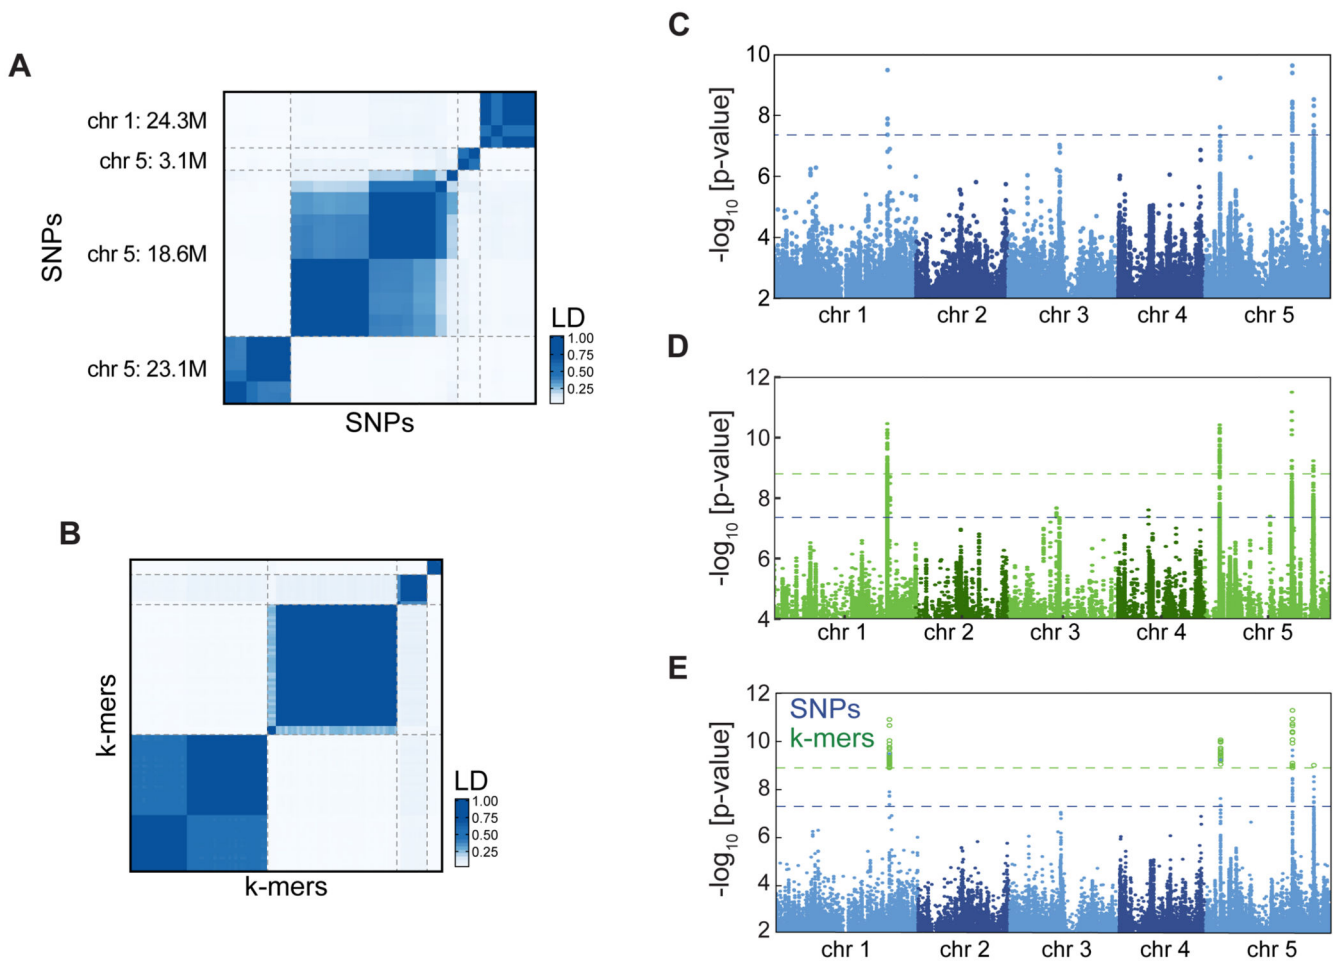 A
chr 1: 24.3M
chr 5: 3.1M
chr 5: 18.6M
chr 5: 23.1M
SNPs
SNPs
LD
1.00
0.75
0.50
0.25
B
k-mers
k-mers
LD
1.00
0.75
0.50
0.25
C
-log10 [p-value]
10
8
6
4
2
chr 1 chr 2 chr 3 chr 4 chr 5
D
-log10 [p-value]
12
10
8
6
4
chr 1 chr 2 chr 3 chr 4 chr 5
E
-log10 [p-value]
12
10
8
6
4
2
SNPs
k-mers
chr 1 chr 2 chr 3 chr 4 chr 5